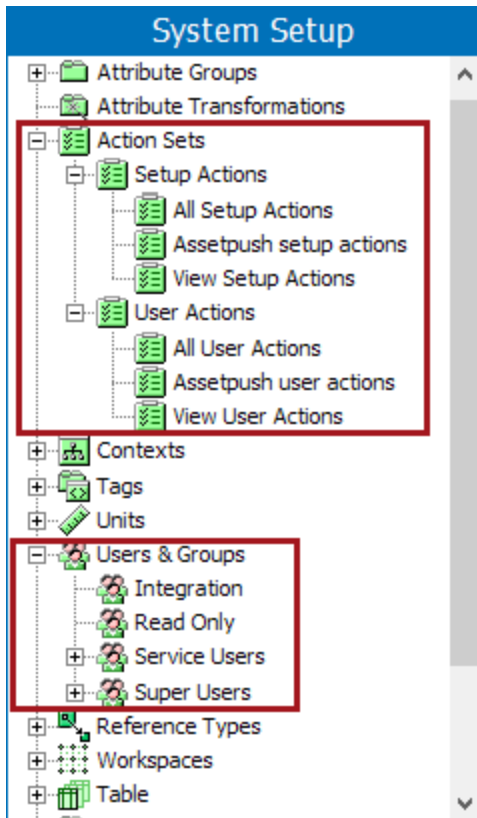 System Setup
Attribute Groups
Attribute Transformations
Action Sets
Setup Actions
All Setup Actions
Assetpush setup actions
View Setup Actions
User Actions
All User Actions
Assetpush user actions
View User Actions
Contexts
Tags
Units
Users & Groups
Integration
Read Only
Service Users
Super Users
Reference Types
Workspaces
Table